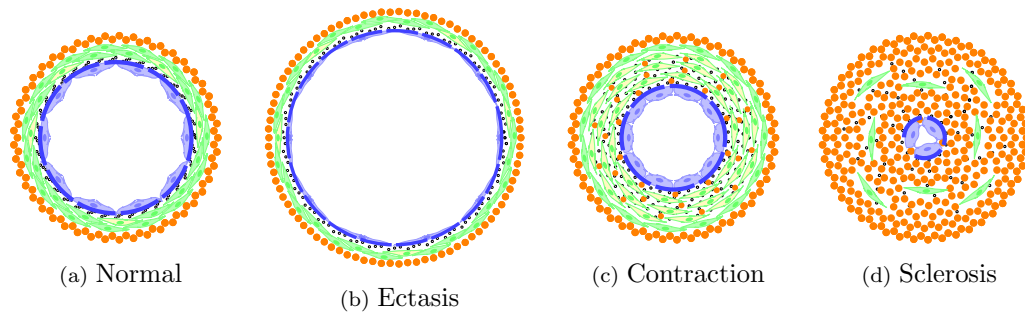 (a) Normal
(b) Ectasis
(c) Contraction
(d) Sclerosis